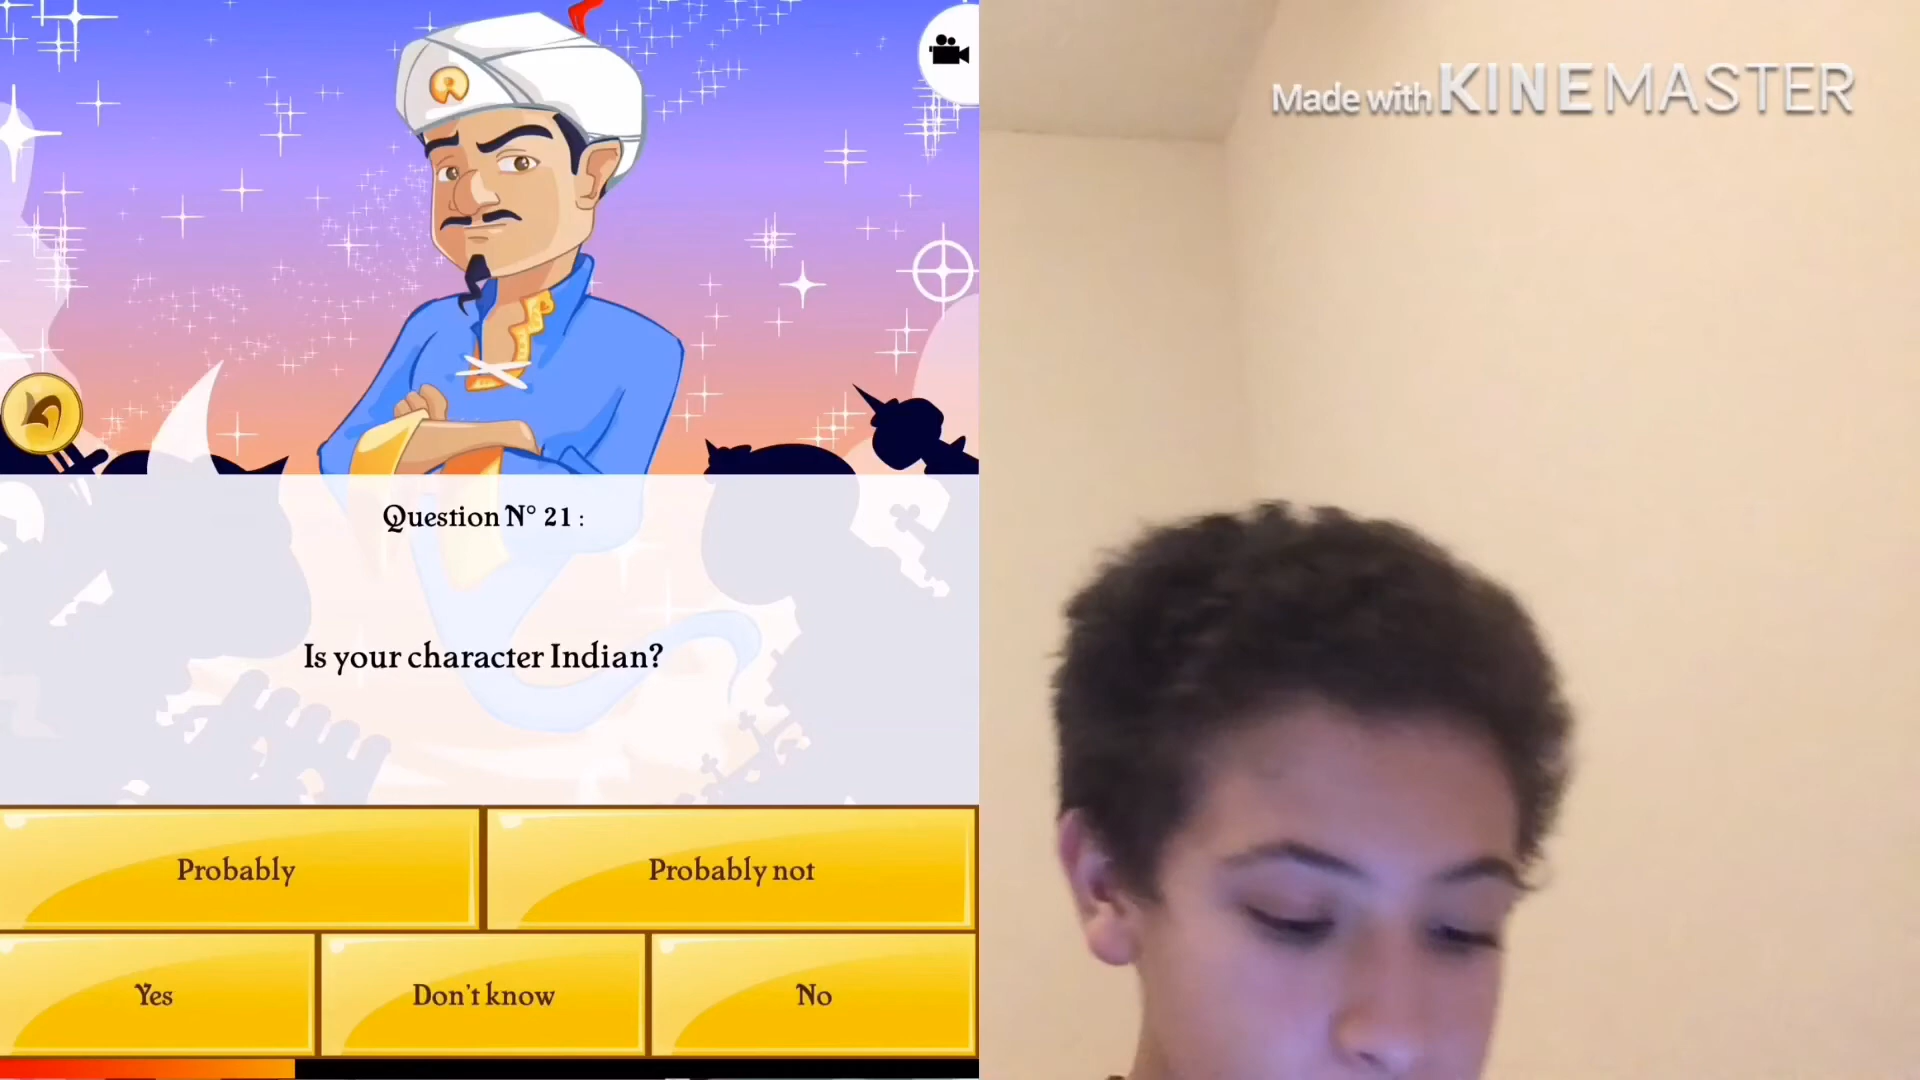 Made with KINEMASTER
Question N° 21 :
Is your character Indian?
Probably
Probably not
Yes
Don't know
No